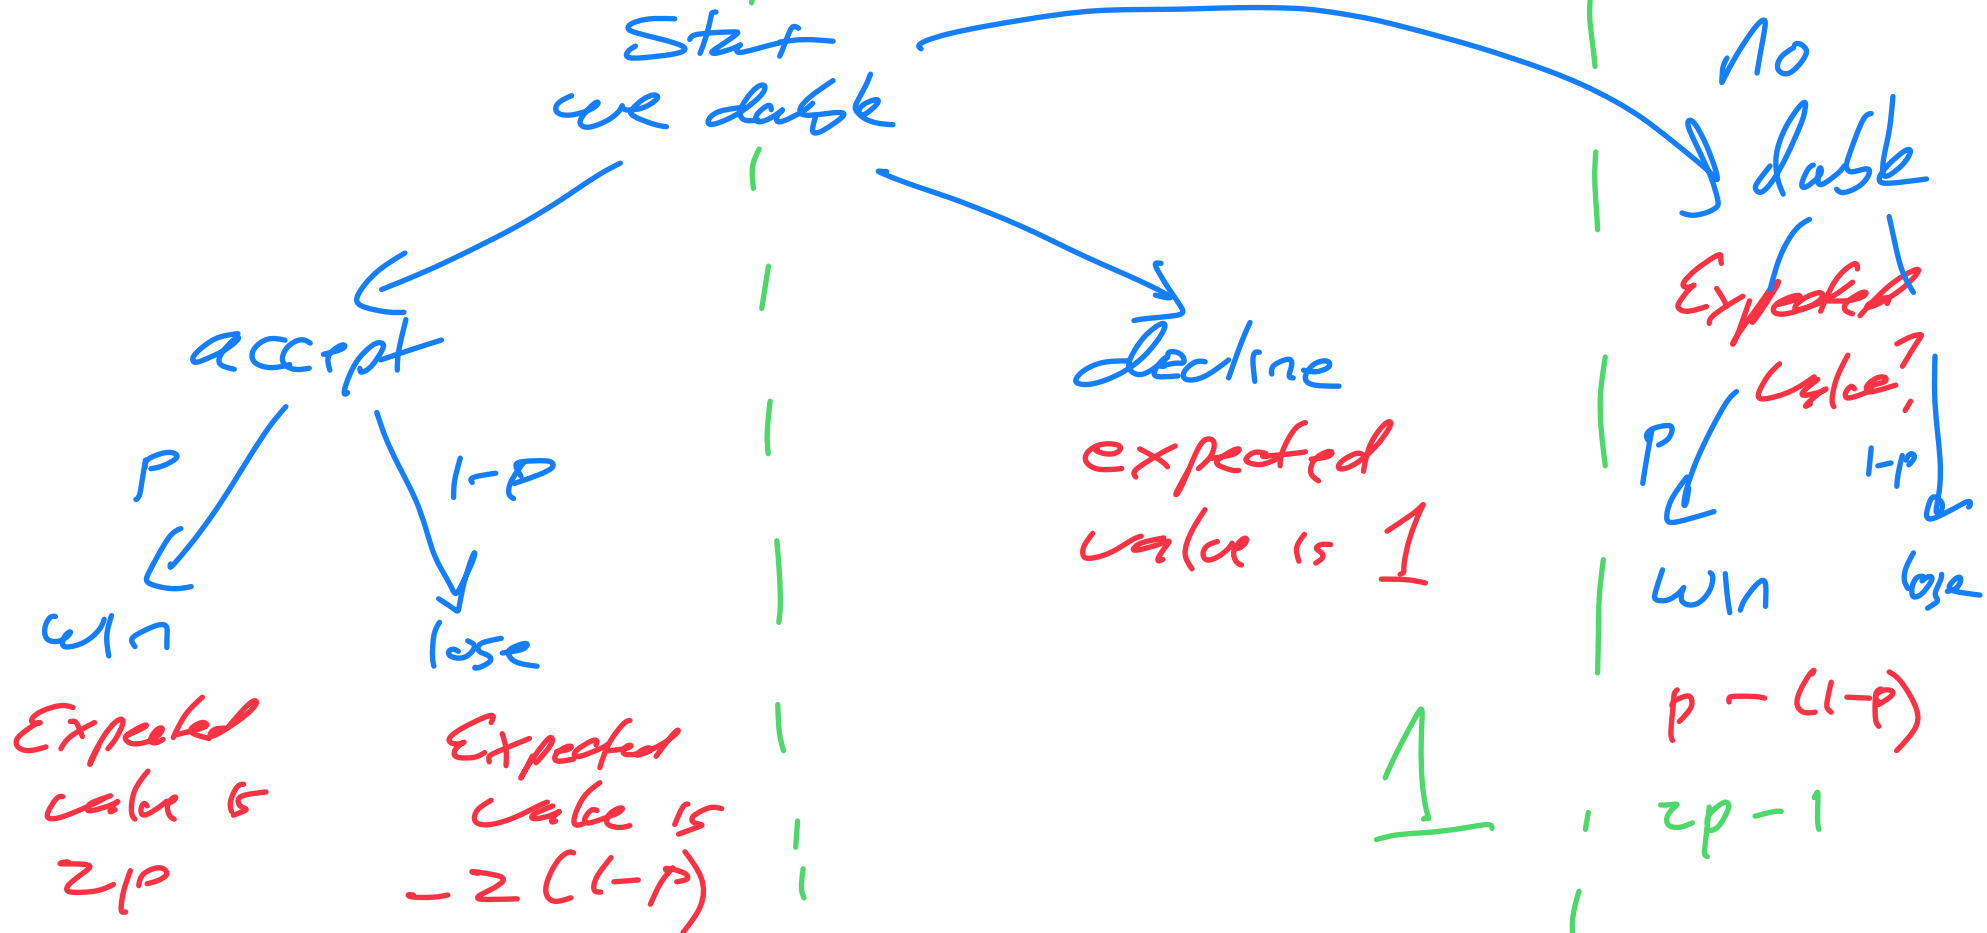 Start
we double
accept
P
1-P
win
lose
Expected
value is
2p
Expected
value is
-2(1-p)
decline
expected
value is 1
1
no
double
Expected
value?
P
1-P
win
lose
p - (1-p)
2p - 1